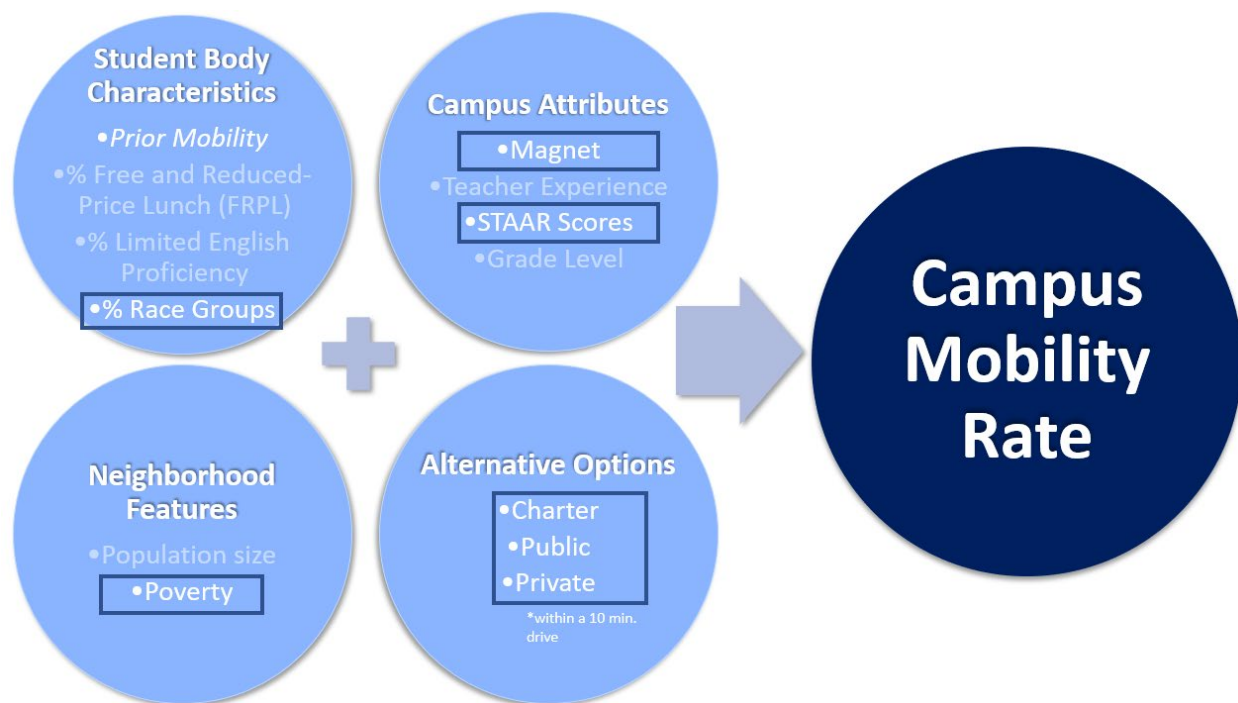 Student Body
Characteristics
•Prior Mobility
•% Free and Reduced-
Price Lunch (FRPL)
•% Limited English
Proficiency
•% Race Groups
Campus Attributes
•Magnet
•Teacher Experience
•STAAR Scores
•Grade Level
Neighborhood
Features
•Population size
•Poverty
Alternative Options
•Charter
•Public
•Private
*within a 10 min.
drive
Campus
Mobility
Rate